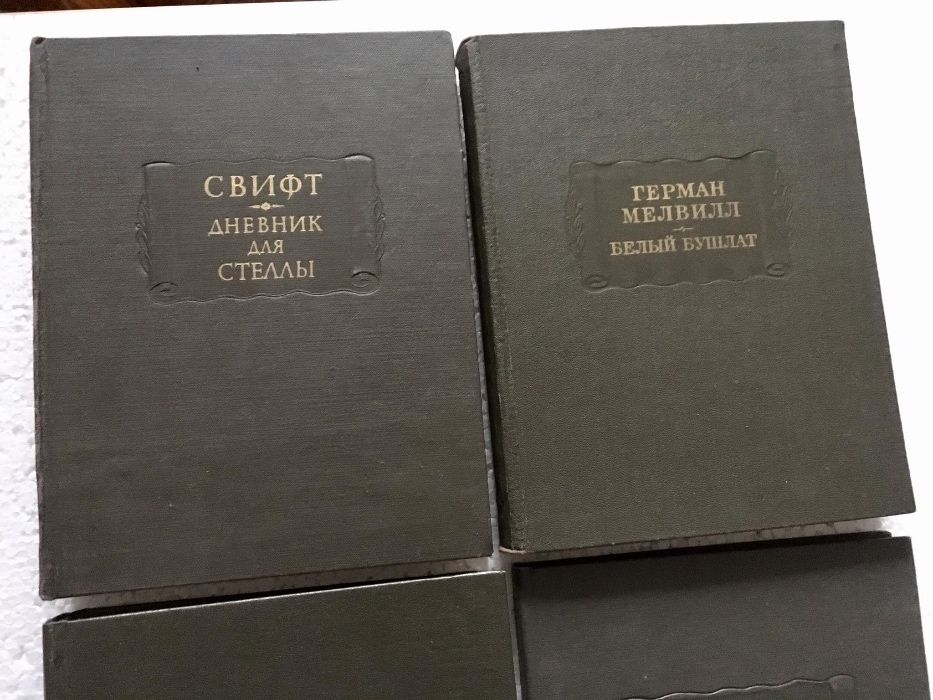 СВИФТ
ДНЕВНИК
ДЛЯ
СТЕЛЛЫ
ГЕРМАН
МЕЛВИЛЛ
БЕЛЫЙ БУШЛАТ